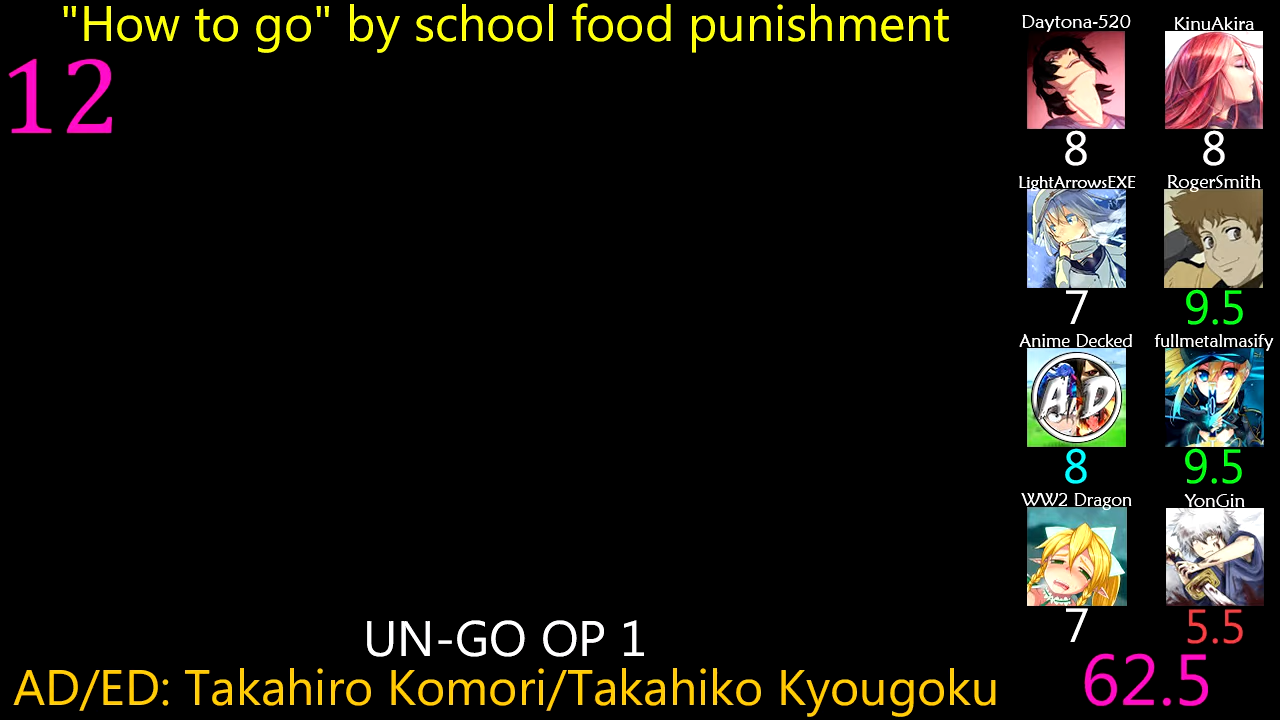 "How to go" by school food punishment
12
Daytona-520 KinuAkira
8 8
LightArrowsEXE RogerSmith
7 9.5
Anime Decked fullmetalmasify
AD
8 9.5
WW2 Dragon YonGin
7 5.5
UN-GO OP 1
AD/ED: Takahiro Komori/Takahiko Kyougoku
62.5